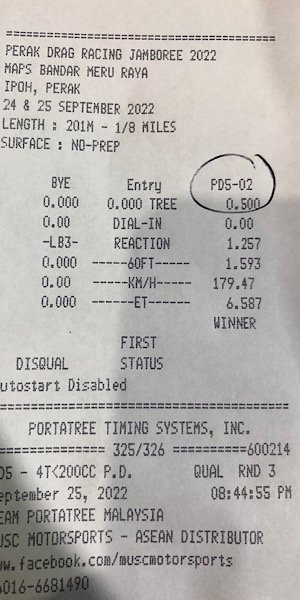 PERAK DRAG RACING JAMBOREE 2022
MAPS BANDAR MERU RAYA
IPOH, PERAK
24 & 25 SEPTEMBER 2022
LENGTH : 201M - 1/8 MILES
SURFACE : NO-PREP
BYE Entry PD5-02
0.000 0.000 TREE 0.500
0.00 DIAL-IN 0.00
-LB3- REACTION 1.257
0.000 ------60FT------ 1.593
0.00 ------KM/H------ 179.47
0.000 -------ET------- 6.587
WINNER
FIRST
DISQUAL STATUS
utostart Disabled
PORTATREE TIMING SYSTEMS, INC.
============= 325/326 ===========600214
D5 - 4T<200CC P.D. QUAL RND 3
eptember 25, 2022 08:44:55 PM
EAM PORTATREE MALAYSIA
USC MOTORSPORTS - ASEAN DISTRIBUTOR
ww.facebook.com/muscmotorsports
6016-6681490